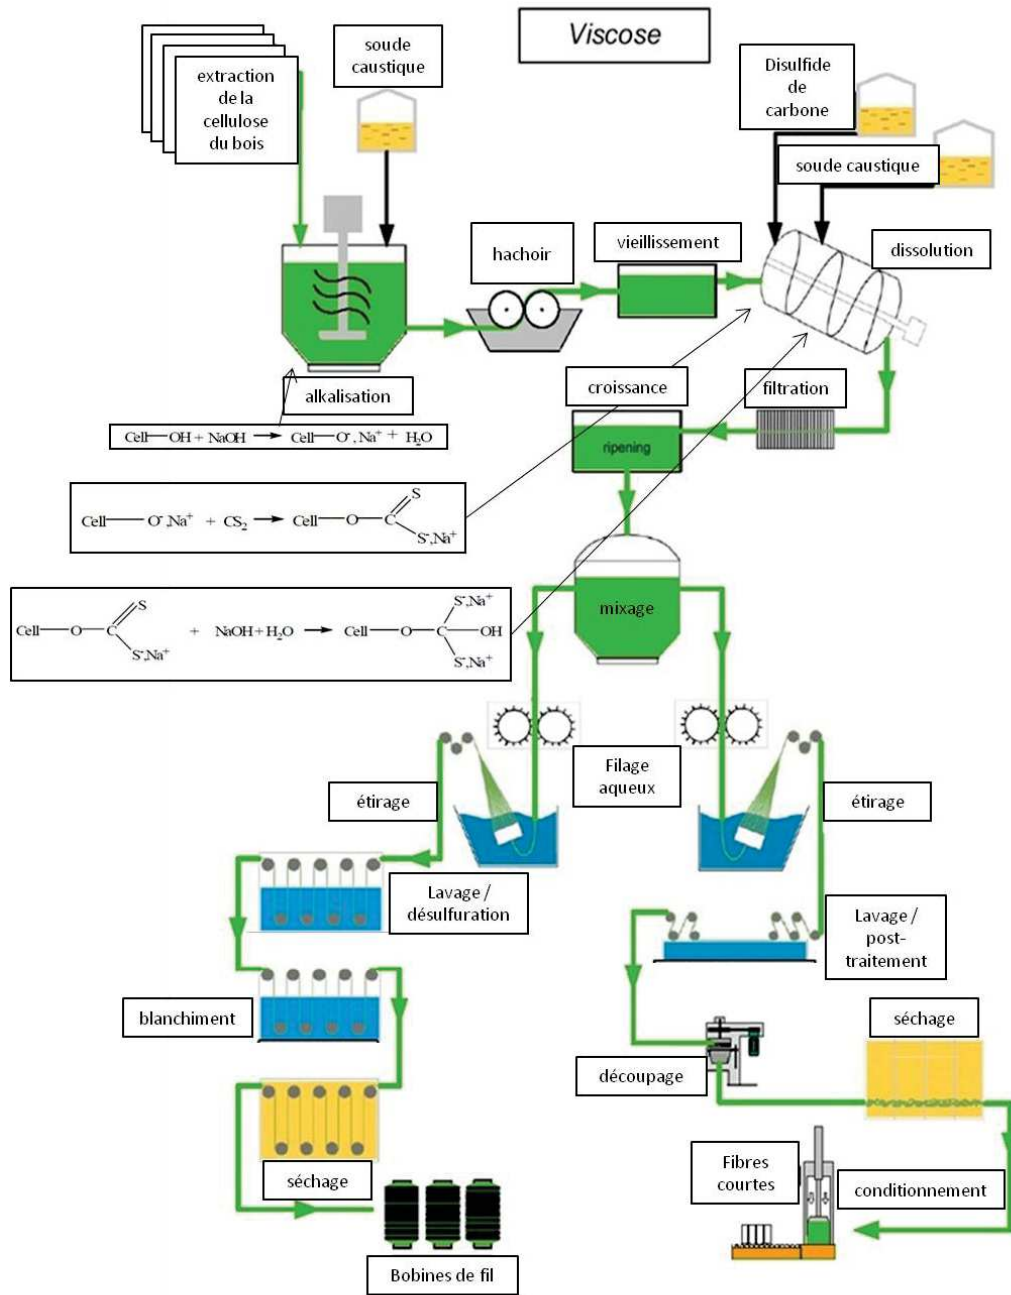 Viscose
extraction
de la
cellulose
du bois
soude
caustique
Disulfide
de
carbone
soude caustique
hachoir
vieillissement
dissolution
alkalisation
croissance
filtration
Cell—OH + NaOH → Cell—O⁻,Na⁺ + H₂O
ripening
Cell—O⁻,Na⁺ + CS₂ → Cell—O—C
S
S⁻,Na⁺
mixage
S
Cell—O—C + NaOH+H₂O → Cell—O—C—OH
S⁻,Na⁺
S⁻,Na⁺
S⁻,Na⁺
Filage
aqueux
étirage
étirage
Lavage /
désulfuration
Lavage /
post-
traitement
blanchiment
séchage
découpage
séchage
Fibres
courtes
conditionnement
Bobines de fil